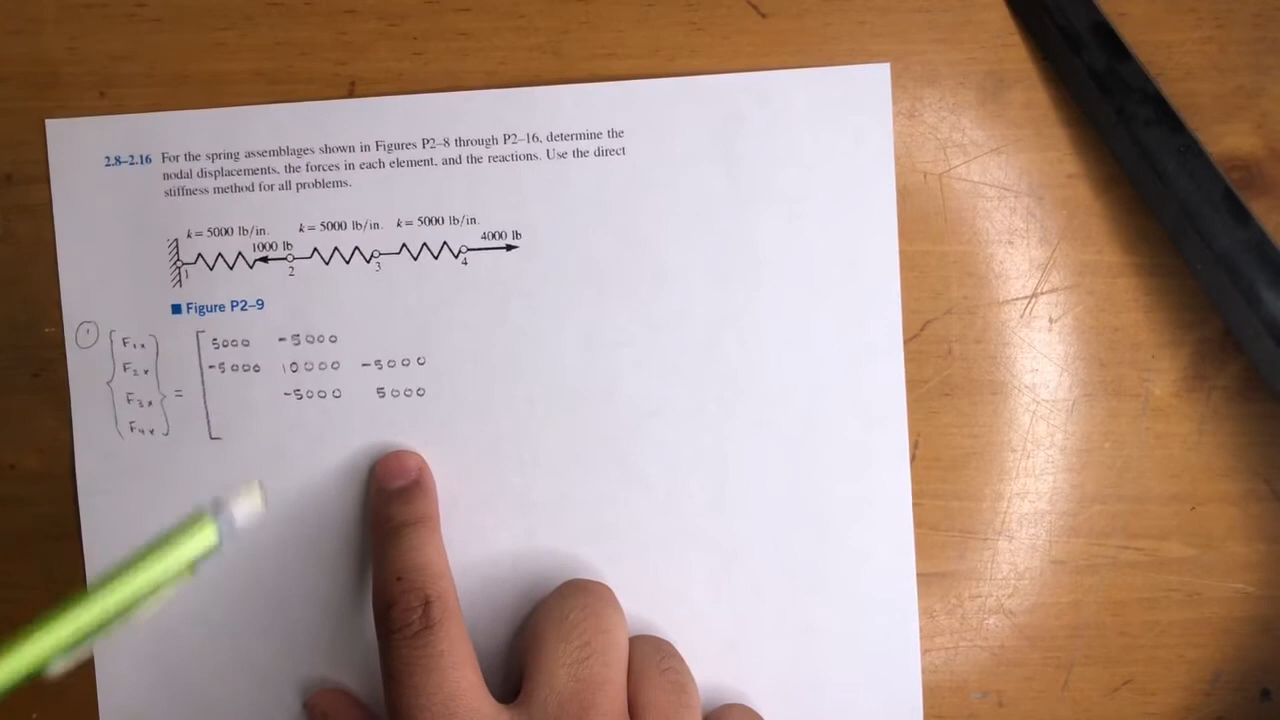 2.8–2.16 For the spring assemblages shown in Figures P2–8 through P2–16, determine the
nodal displacements, the forces in each element, and the reactions. Use the direct
stiffness method for all problems.
k = 5000 lb/in. k = 5000 lb/in. k = 5000 lb/in.
1000 lb 4000 lb
1 2 3 4
■ Figure P2–9
1
F1x 5000 -5000
F2x -5000 10000 -5000
F3x = -5000 5000
F4x